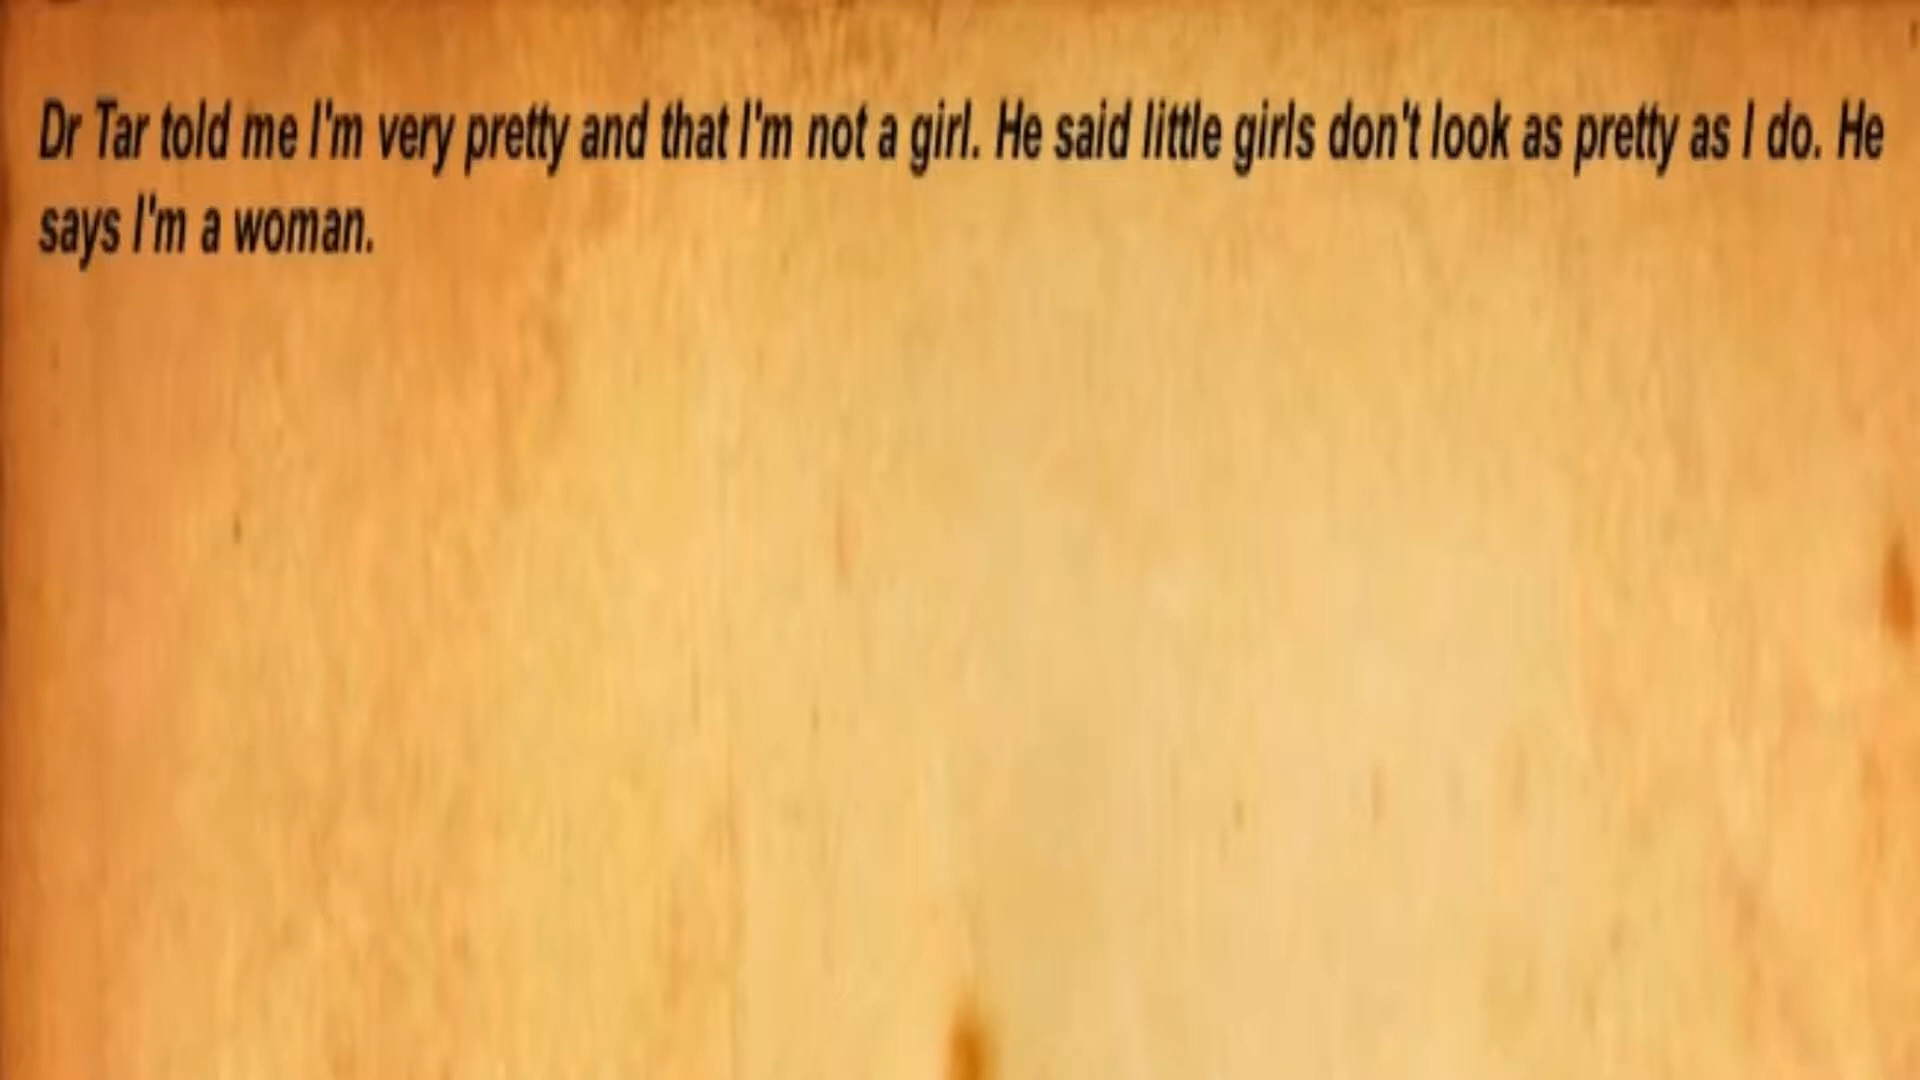 Dr Tar told me I'm very pretty and that I'm not a girl. He said little girls don't look as pretty as I do. He
says I'm a woman.